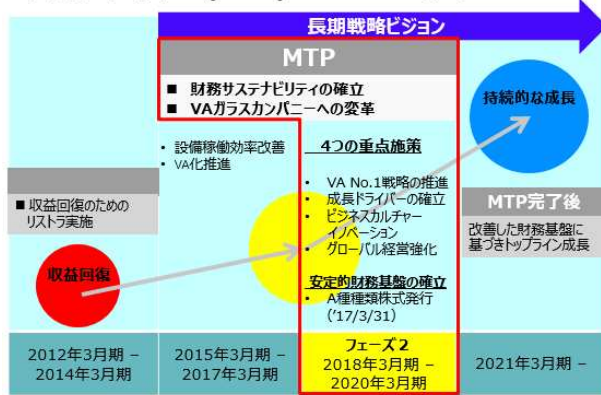 長期戦略ビジョン
MTP
■ 財務サステナビリティの確立
■ VAガラスカンパニーへの変革
持続的な成長
・ 設備稼働効率改善
・ VA化推進
4つの重点施策
・ VA No.1戦略の推進
・ 成長ドライバーの確立
・ ビジネスカルチャー
イノベーション
・ グローバル経営強化
■ 収益回復のための
リストラ実施
MTP完了後
改善した財務基盤に
基づきトップライン成長
収益回復
安定的財務基盤の確立
・ A種種類株式発行
('17/3/31)
2012年3月期 –
2014年3月期
2015年3月期 –
2017年3月期
フェーズ2
2018年3月期 –
2020年3月期
2021年3月期 –